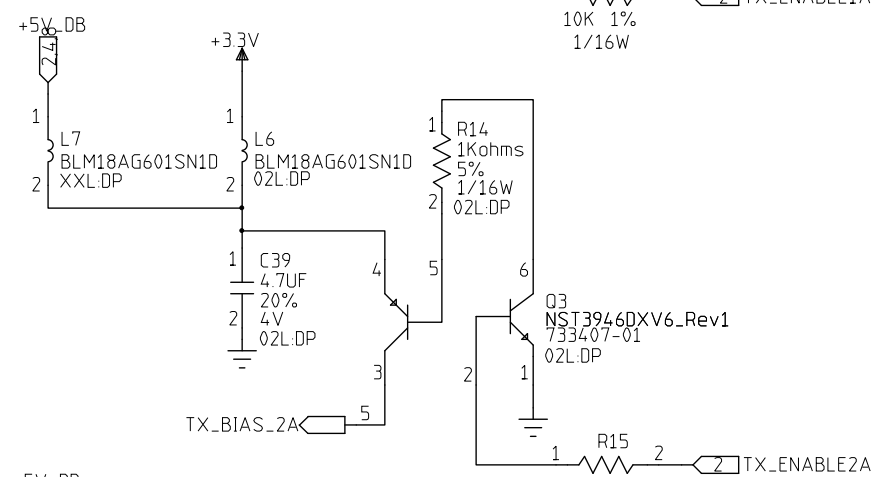 +5V_DB
2,4
10K 1%
1/16W
+3.3V
1
L7
BLM18AG601SN1D
XXL:DP
2
1
L6
BLM18AG601SN1D
02L:DP
2
1
R14
1Kohms
5%
1/16W
02L:DP
2
1
C39
4.7UF
20%
4V
02L:DP
2
4
5
3
6
Q3
NST3946DXV6_Rev1
733407-01
02L:DP
2
1
TX_BIAS_2A
5
R15
1
2
2
TX_ENABLE2A